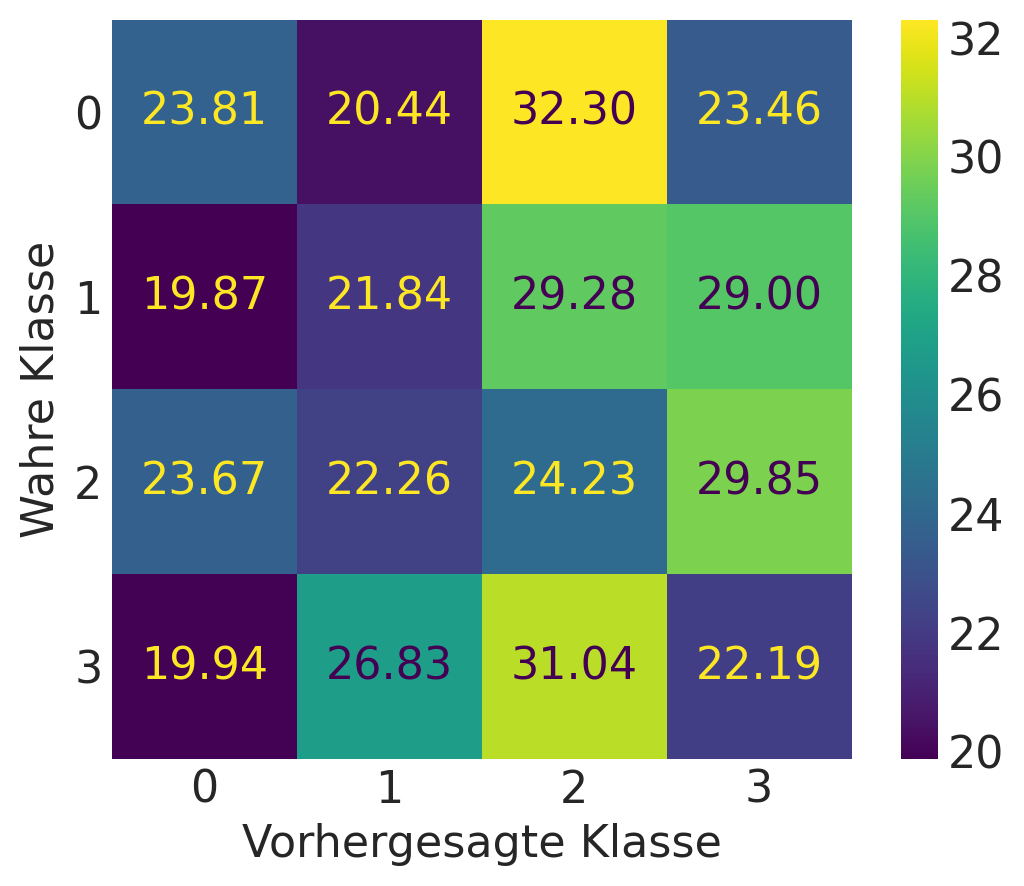 0 23.81 20.44 32.30 23.46
1 19.87 21.84 29.28 29.00
2 23.67 22.26 24.23 29.85
3 19.94 26.83 31.04 22.19
0 1 2 3
Wahre Klasse
Vorhergesagte Klasse
32
30
28
26
24
22
20